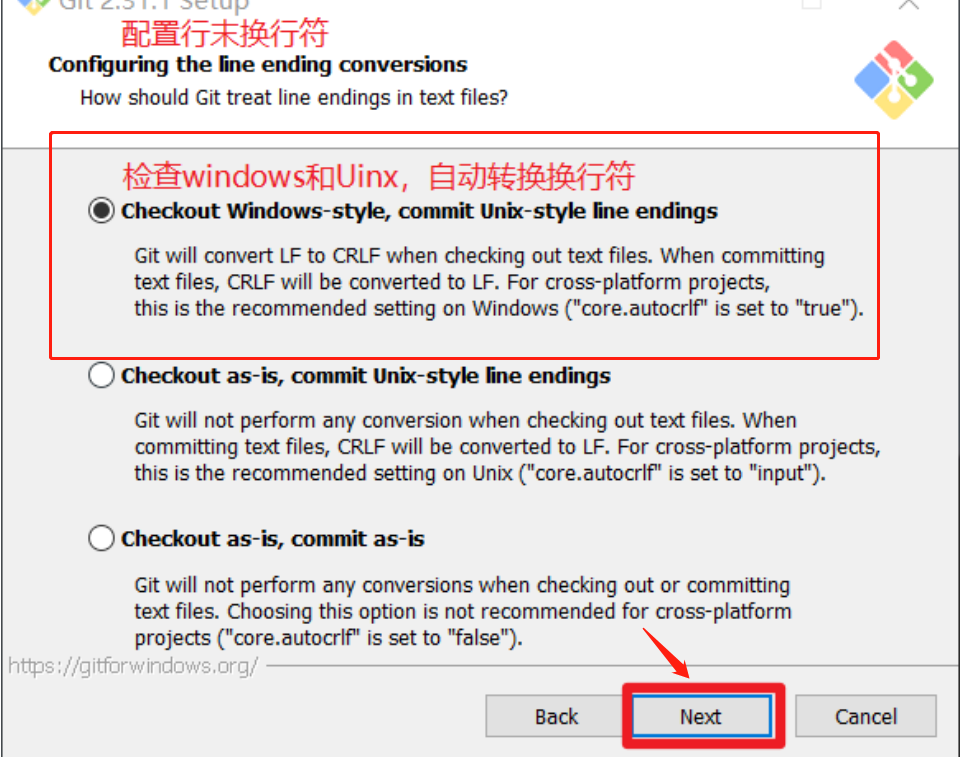 Git 2.31.1 Setup
配置行末换行符
Configuring the line ending conversions
How should Git treat line endings in text files?
检查windows和Uinx，自动转换换行符
Checkout Windows-style, commit Unix-style line endings
Git will convert LF to CRLF when checking out text files. When committing
text files, CRLF will be converted to LF. For cross-platform projects,
this is the recommended setting on Windows ("core.autocrlf" is set to "true").
Checkout as-is, commit Unix-style line endings
Git will not perform any conversion when checking out text files. When
committing text files, CRLF will be converted to LF. For cross-platform projects,
this is the recommended setting on Unix ("core.autocrlf" is set to "input").
Checkout as-is, commit as-is
Git will not perform any conversions when checking out or committing
text files. Choosing this option is not recommended for cross-platform
projects ("core.autocrlf" is set to "false").
https://gitforwindows.org/
Back
Next
Cancel